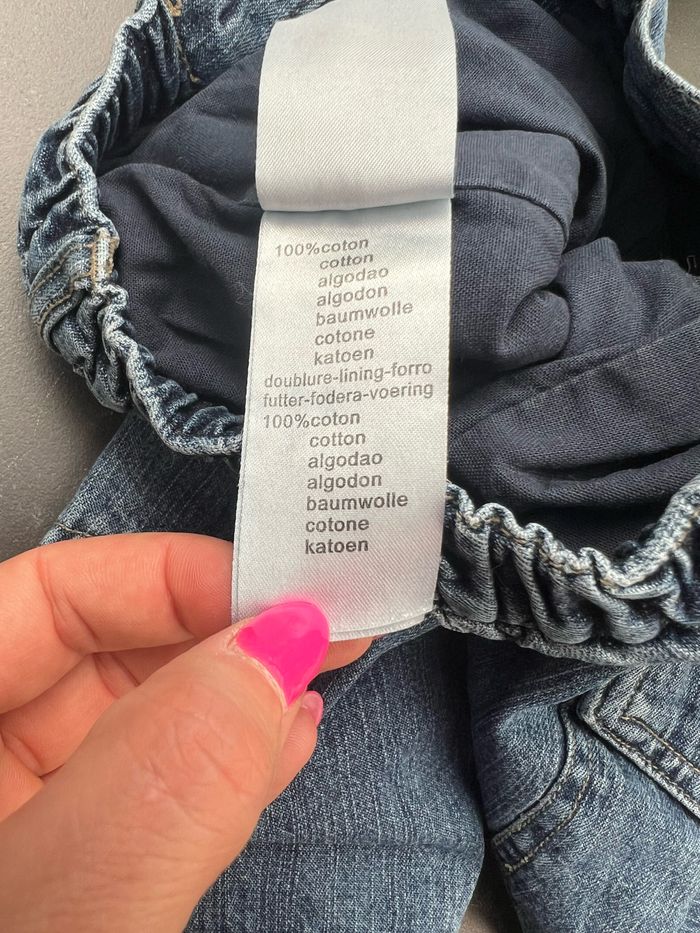 100%coton
cotton
algodao
algodon
baumwolle
cotone
katoen
doublure-lining-forro
futter-fodera-voering
100%coton
cotton
algodao
algodon
baumwolle
cotone
katoen